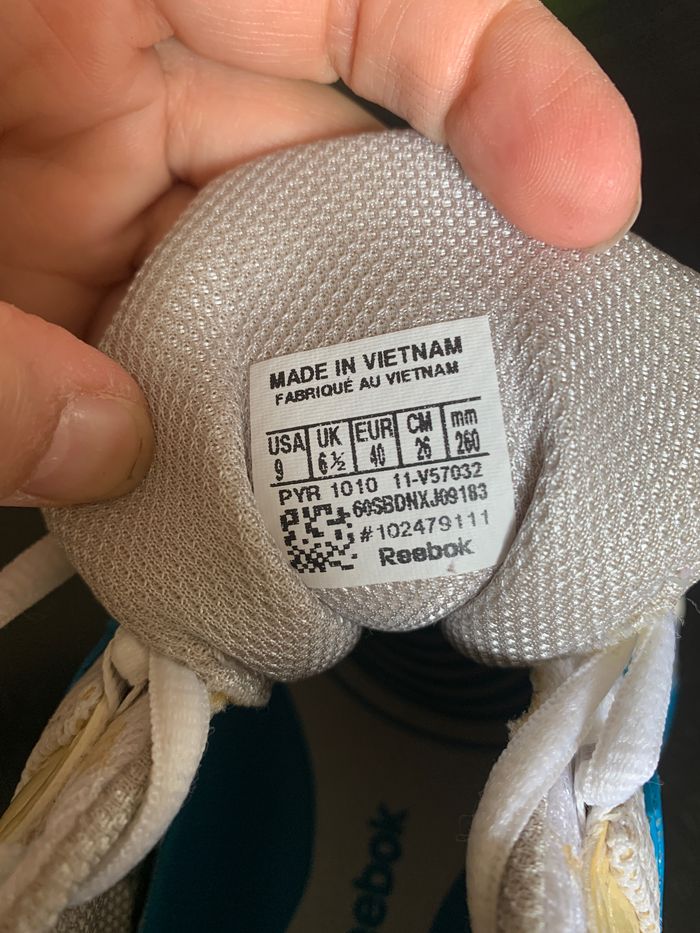 MADE IN VIETNAM
FABRIQUÉ AU VIETNAM
USA UK EUR CM mm
9 6½ 40 26 260
PYR 1010 11-V57032
60SBDNXJ09183
#102479111
Reebok
eebok